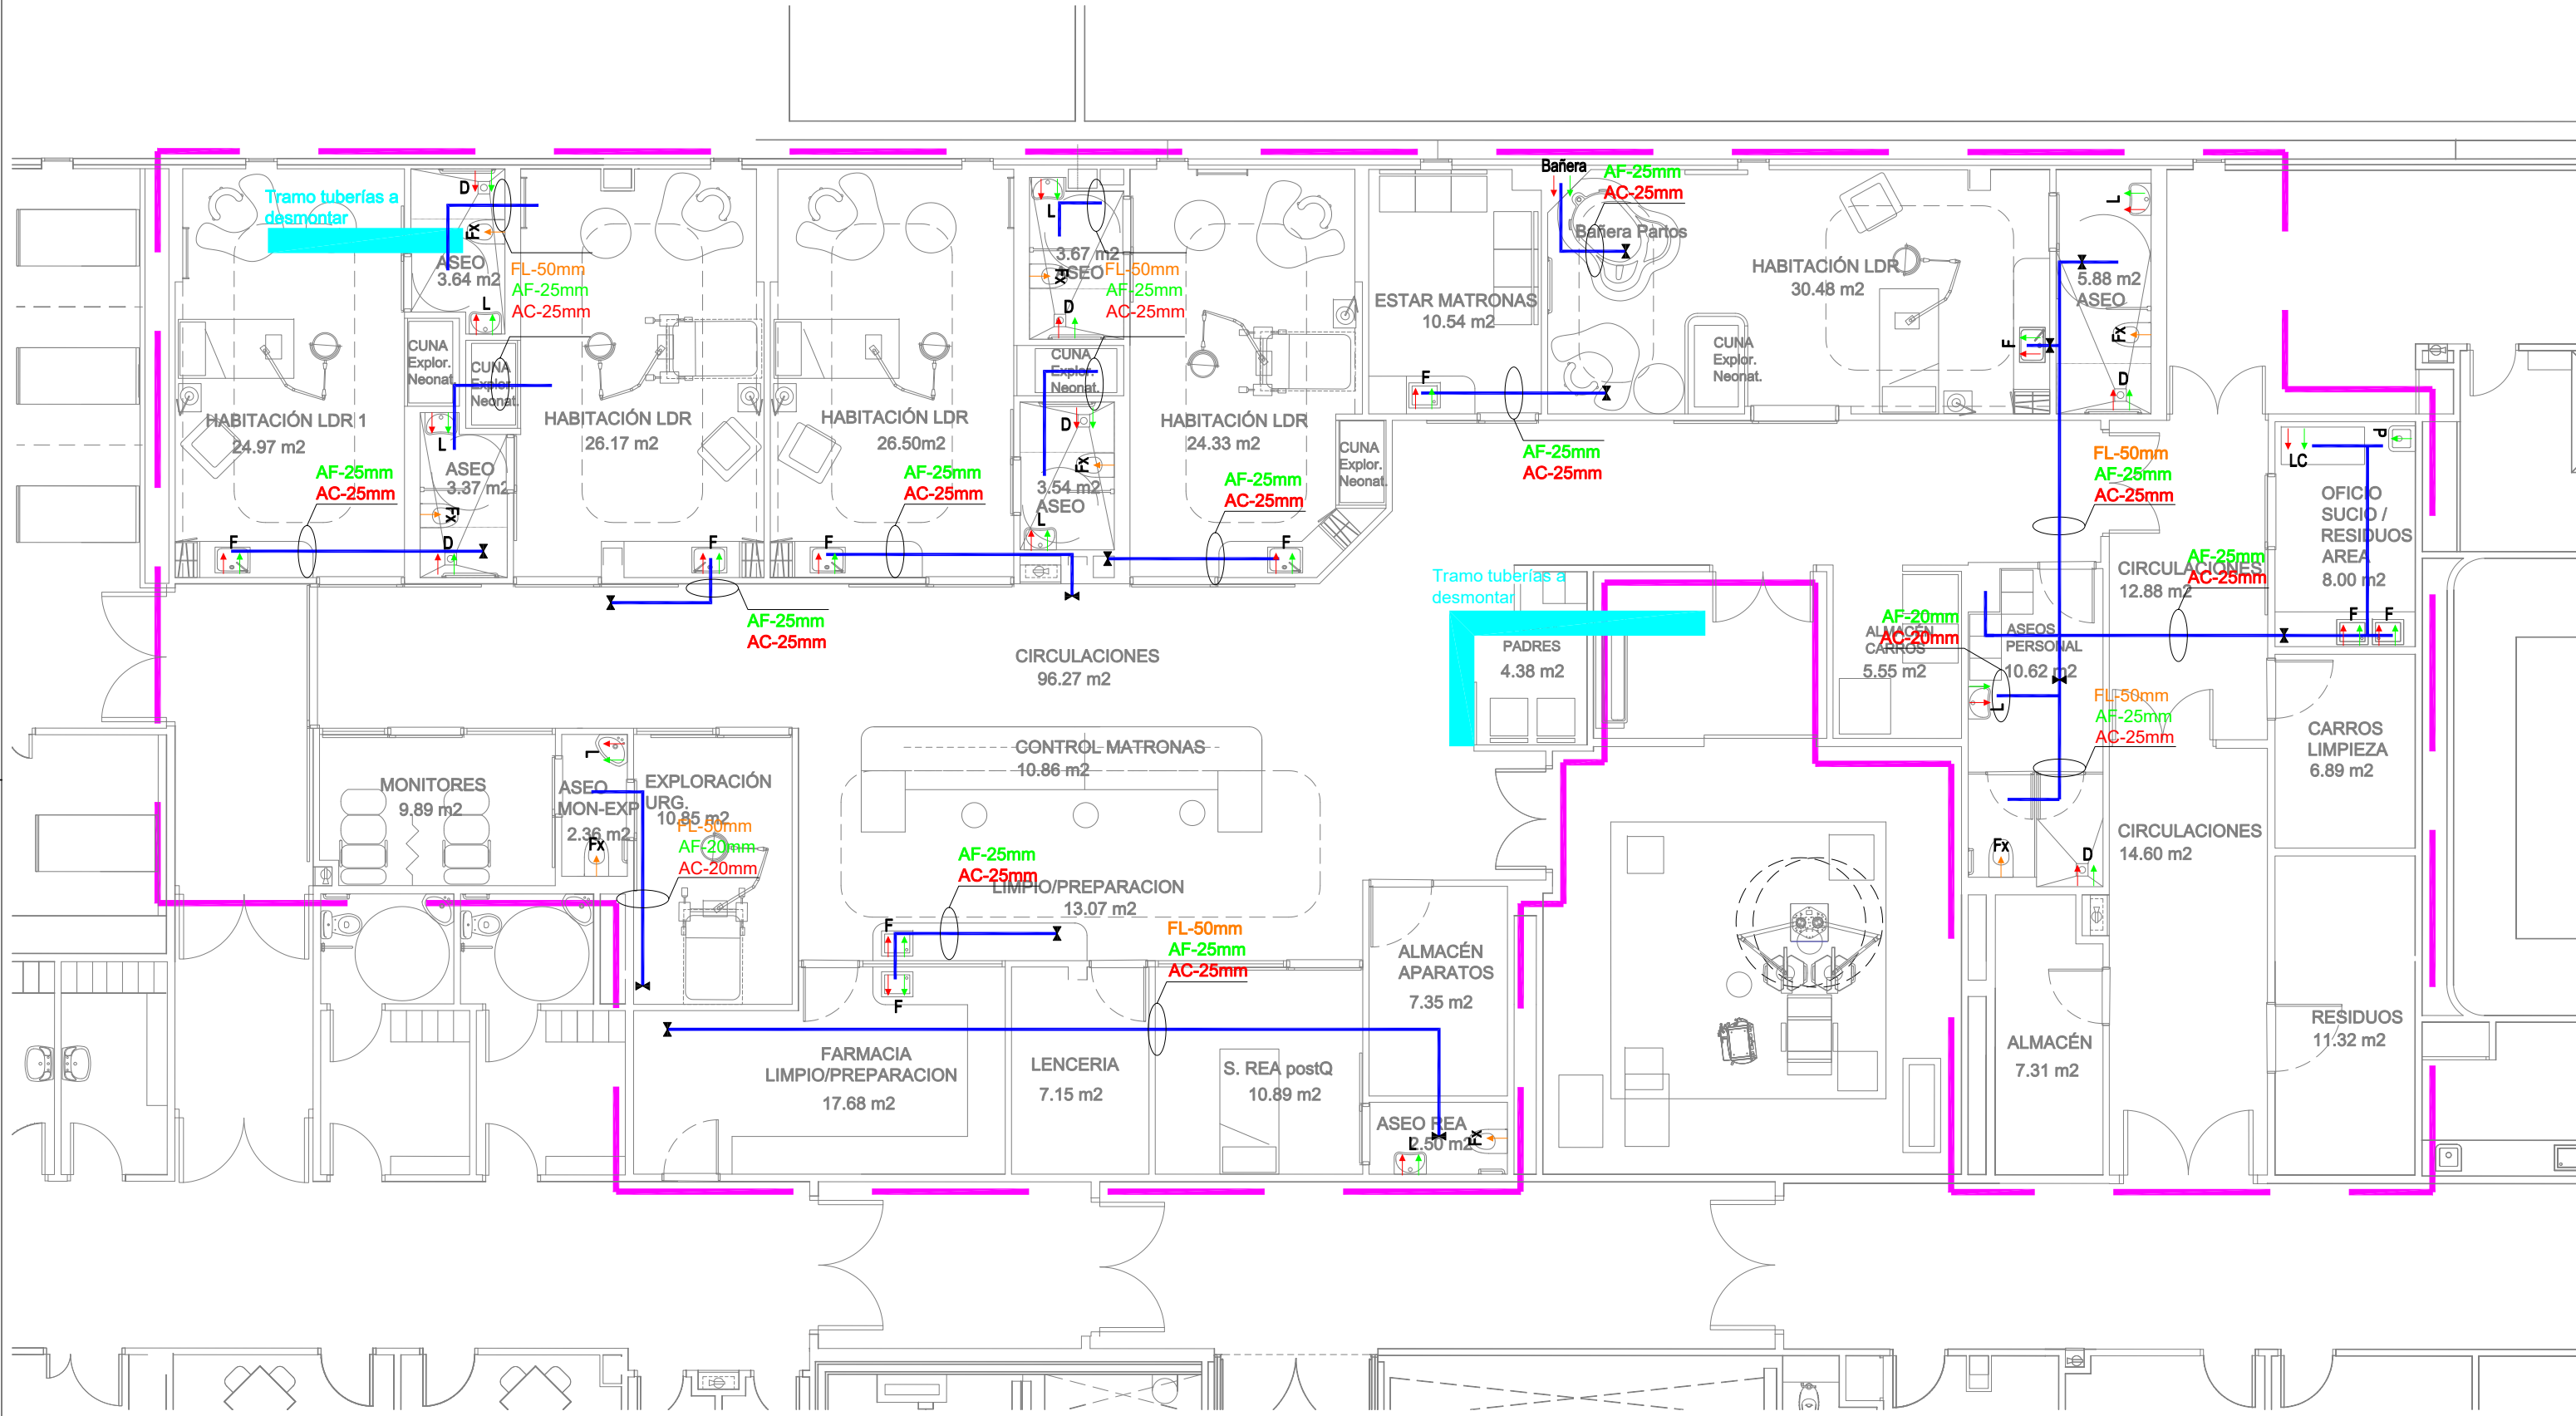 Tramo tuberías a
desmontar
D
Fx
ASEO
3.64 m2
L
FL-50mm
AF-25mm
AC-25mm
CUNA
Explor.
Neonat.
CUNA
Explor.
Neonat.
HABITACIÓN LDR 1
24.97 m2
AF-25mm
AC-25mm
F
L
ASEO
3.37 m2
Fx
D
HABITACIÓN LDR
26.17 m2
F
AF-25mm
AC-25mm
HABITACIÓN LDR
26.50m2
AF-25mm
AC-25mm
F
L
3.67 m2
ASEO
Fx
D
FL-50mm
AF-25mm
AC-25mm
CUNA
Explor.
Neonat.
D
Fx
3.54 m2
ASEO
L
HABITACIÓN LDR
24.33 m2
AF-25mm
AC-25mm
F
CUNA
Explor.
Neonat.
ESTAR MATRONAS
10.54 m2
F
AF-25mm
AC-25mm
Bañera
AF-25mm
AC-25mm
Bañera Partos
HABITACIÓN LDR
30.48 m2
CUNA
Explor.
Neonat.
F
L
5.88 m2
ASEO
Fx
D
FL-50mm
AF-25mm
AC-25mm
LC
P
OFICIO
SUCIO /
RESIDUOS
AREA
8.00 m2
F
F
CIRCULACIONES
12.88 m2
AF-25mm
AC-25mm
Tramo tuberías a
desmontar
PADRES
4.38 m2
AF-20mm
AC-20mm
ALMACÉN
CARROS
5.55 m2
ASEOS
PERSONAL
10.62 m2
L
FL-50mm
AF-25mm
AC-25mm
Fx
D
CIRCULACIONES
96.27 m2
CONTROL MATRONAS
10.86 m2
MONITORES
9.89 m2
L
ASEO
MON-EXP
2.36 m2
Fx
EXPLORACIÓN
URG.
10.85 m2
FL-50mm
AF-20mm
AC-20mm
AF-25mm
AC-25mm
LIMPIO/PREPARACION
13.07 m2
F
F
FL-50mm
AF-25mm
AC-25mm
ALMACÉN
APARATOS
7.35 m2
CIRCULACIONES
14.60 m2
CARROS
LIMPIEZA
6.89 m2
FARMACIA
LIMPIO/PREPARACION
17.68 m2
LENCERIA
7.15 m2
S. REA postQ
10.89 m2
ASEO REA
2.50 m2
L
Fx
ALMACÉN
7.31 m2
RESIDUOS
11.32 m2